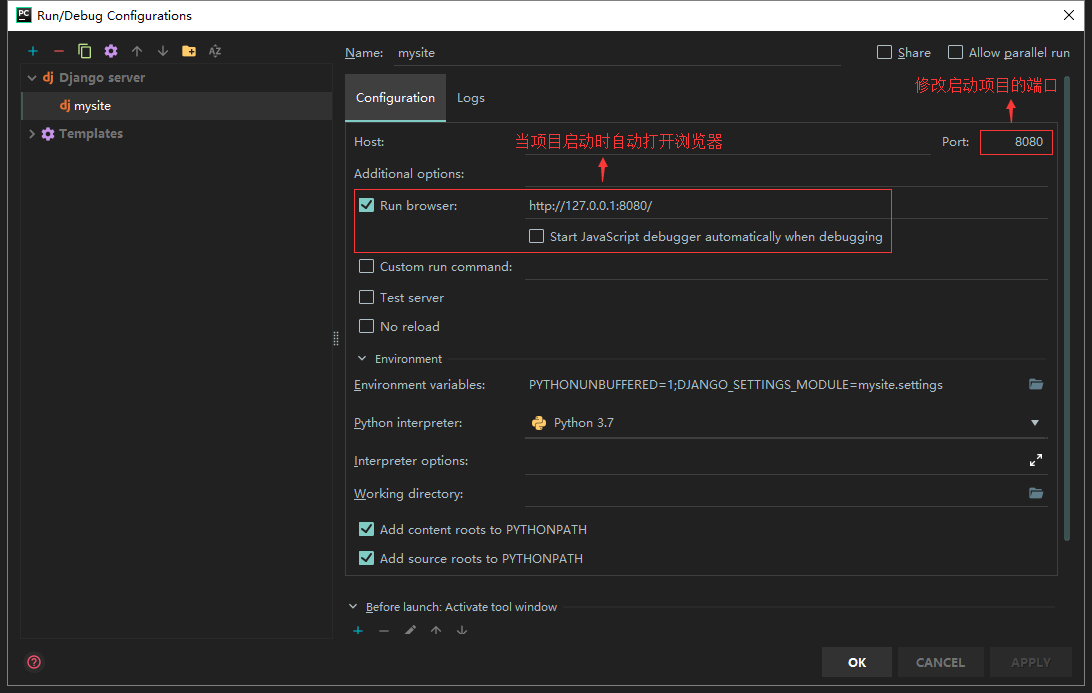 PC Run/Debug Configurations
Name: mysite
Share
Allow parallel run
dj Django server
dj mysite
Templates
Configuration
Logs
修改启动项目的端口
Host:
当项目启动时自动打开浏览器
Port: 8080
Additional options:
Run browser: http://127.0.0.1:8080/
Start JavaScript debugger automatically when debugging
Custom run command:
Test server
No reload
Environment
Environment variables: PYTHONUNBUFFERED=1;DJANGO_SETTINGS_MODULE=mysite.settings
Python interpreter: Python 3.7
Interpreter options:
Working directory:
Add content roots to PYTHONPATH
Add source roots to PYTHONPATH
Before launch: Activate tool window
OK
CANCEL
APPLY